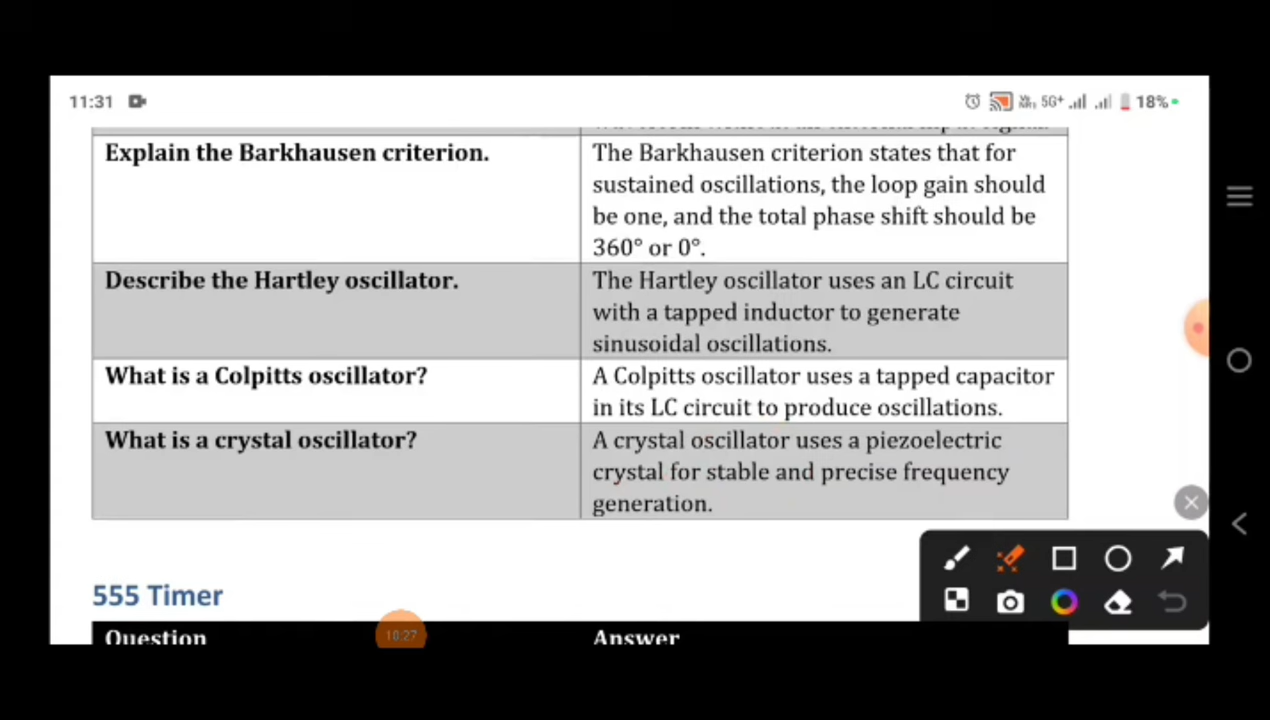 11:31
5G+ 18%
Explain the Barkhausen criterion.
The Barkhausen criterion states that for
sustained oscillations, the loop gain should
be one, and the total phase shift should be
360° or 0°.
Describe the Hartley oscillator.
The Hartley oscillator uses an LC circuit
with a tapped inductor to generate
sinusoidal oscillations.
What is a Colpitts oscillator?
A Colpitts oscillator uses a tapped capacitor
in its LC circuit to produce oscillations.
What is a crystal oscillator?
A crystal oscillator uses a piezoelectric
crystal for stable and precise frequency
generation.
555 Timer
Question
Answer
10:27